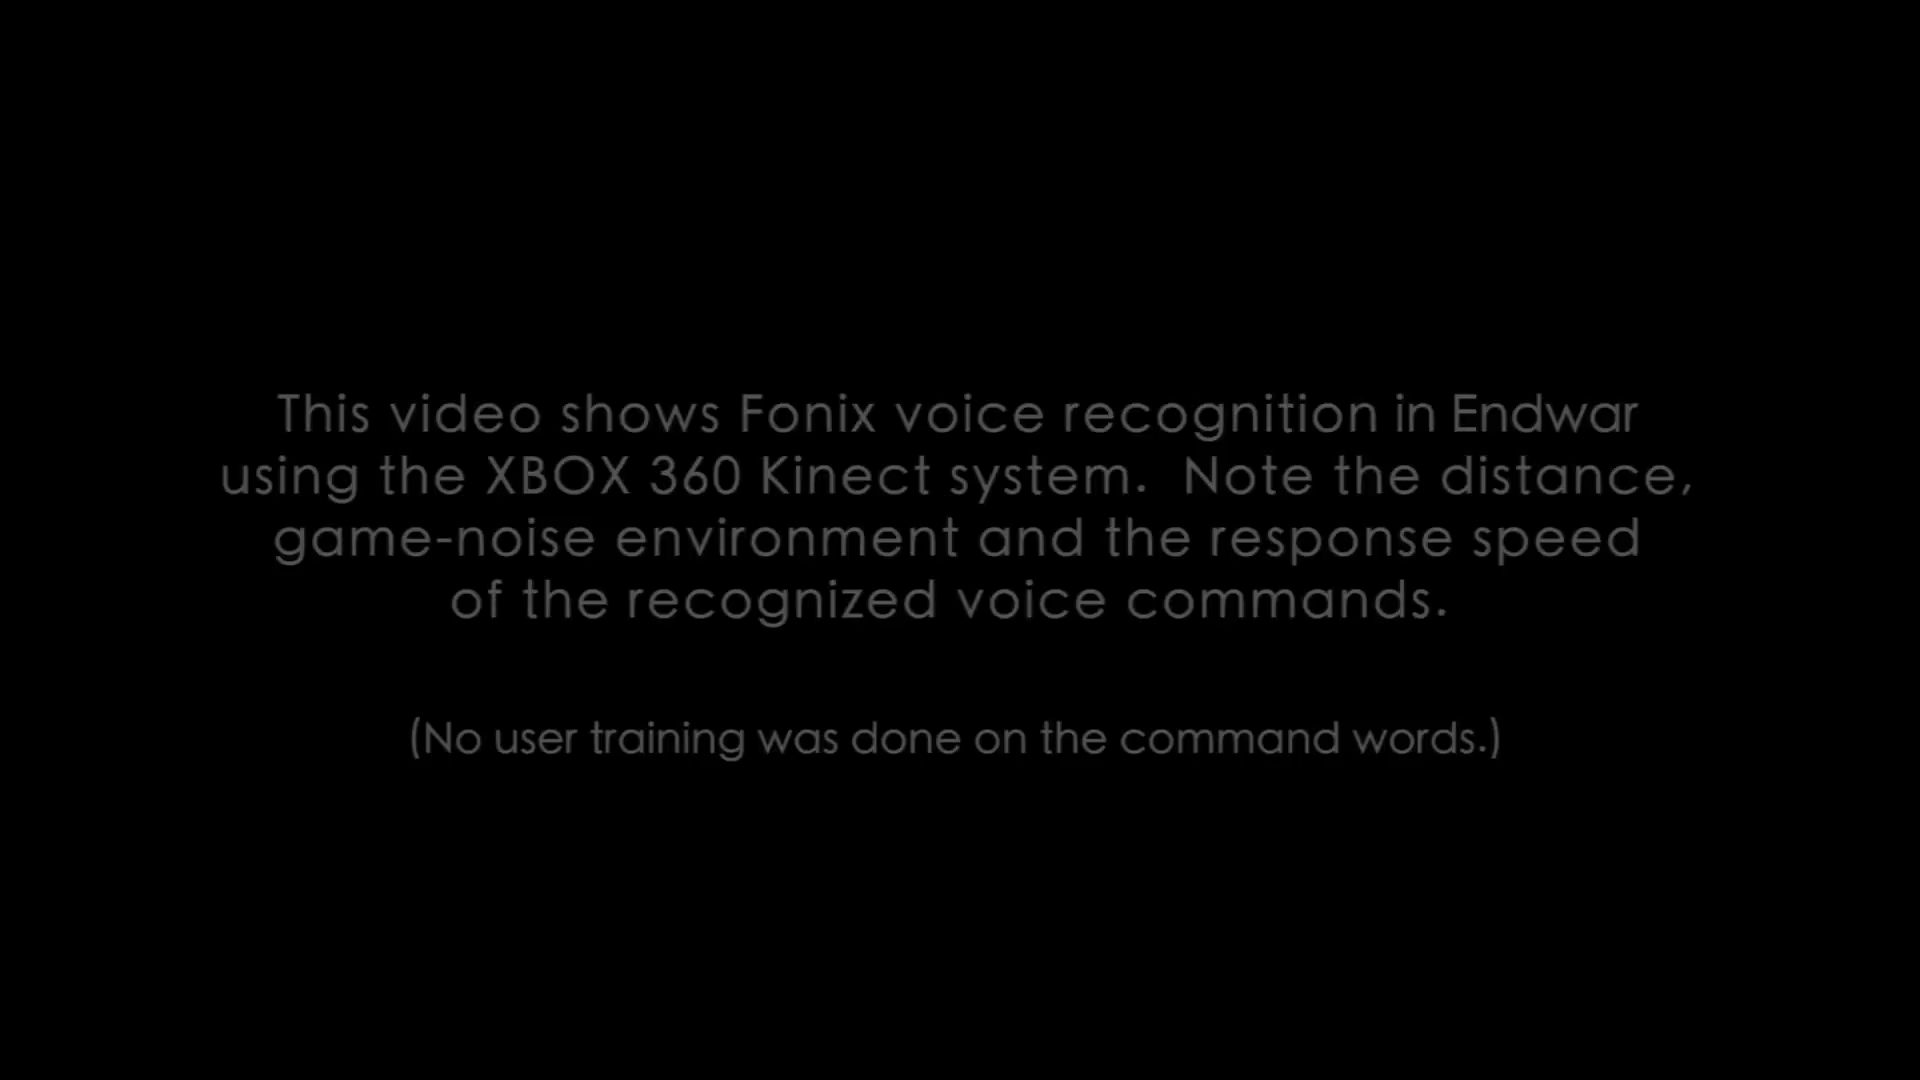 This video shows Fonix voice recognition in Endwar
using the XBOX 360 Kinect system. Note the distance,
game-noise environment and the response speed
of the recognized voice commands.
(No user training was done on the command words.)